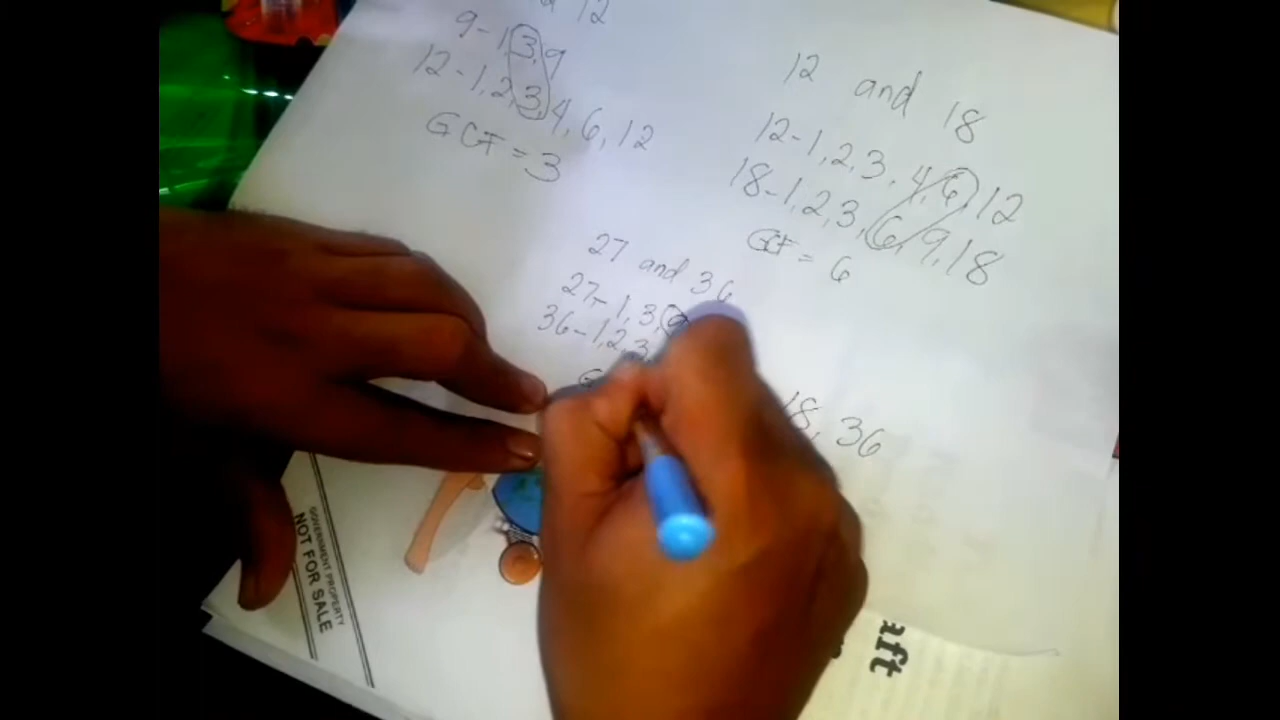 12
9-1,3,9
12-1,2,3,4,6,12
GCF = 3
12 and 18
12-1,2,3,4,6,12
18-1,2,3,6,9,18
GCF = 6
27 and 36
27-1,3,9
36-1,2,3,
G
18, 36
GOVERNMENT PROPERTY
NOT FOR SALE
aft